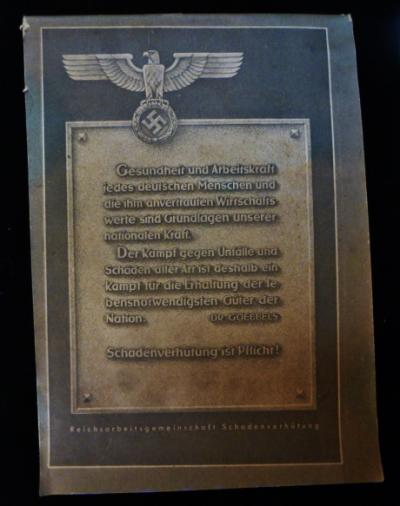 Gesundheit und Arbeitskraft
jedes deutschen Menschen und
die ihm anvertrauten Wirtschafts
werte sind Grundlagen unserer
nationalen Kraft.
Der Kampf gegen Unfälle und
Schäden aller Art ist deshalb ein
Kampf für die Erhaltung der le
bensnotwendigsten Güter der
Nation. DR. GOEBBELS
Schadenverhütung ist Pflicht!
Reichsarbeitsgemeinschaft Schadenverhütung